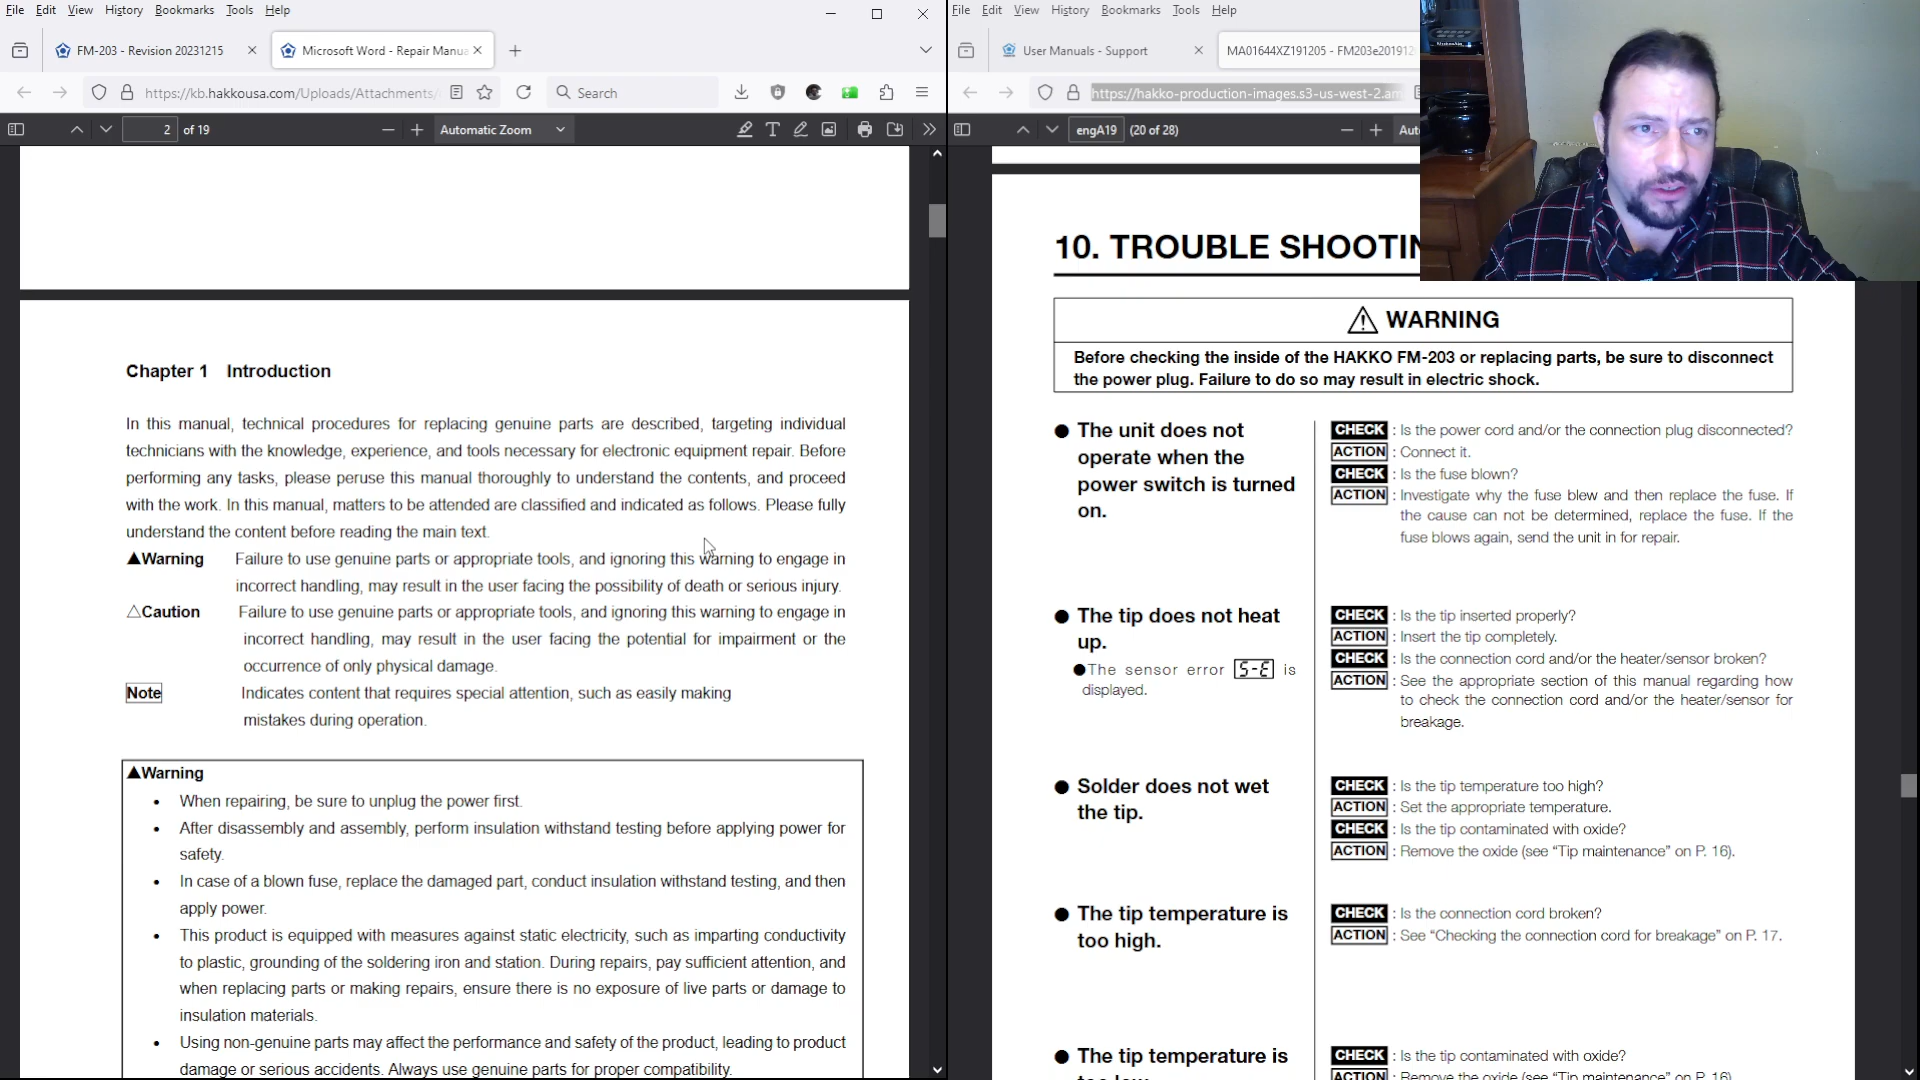 File Edit View History Bookmarks Tools Help
FM-203 - Revision 20231215
Microsoft Word - Repair Manua
https://kb.hakkousa.com/Uploads/Attachments/
Search
2 of 19
Automatic Zoom
Chapter 1 Introduction
In this manual, technical procedures for replacing genuine parts are described, targeting individual
technicians with the knowledge, experience, and tools necessary for electronic equipment repair. Before
performing any tasks, please peruse this manual thoroughly to understand the contents, and proceed
with the work. In this manual, matters to be attended are classified and indicated as follows. Please fully
understand the content before reading the main text.
▲Warning Failure to use genuine parts or appropriate tools, and ignoring this warning to engage in
incorrect handling, may result in the user facing the possibility of death or serious injury.
△Caution Failure to use genuine parts or appropriate tools, and ignoring this warning to engage in
incorrect handling, may result in the user facing the potential for impairment or the
occurrence of only physical damage.
Note Indicates content that requires special attention, such as easily making
mistakes during operation.
▲Warning
• When repairing, be sure to unplug the power first.
• After disassembly and assembly, perform insulation withstand testing before applying power for
safety.
• In case of a blown fuse, replace the damaged part, conduct insulation withstand testing, and then
apply power.
• This product is equipped with measures against static electricity, such as imparting conductivity
to plastic, grounding of the soldering iron and station. During repairs, pay sufficient attention, and
when replacing parts or making repairs, ensure there is no exposure of live parts or damage to
insulation materials.
• Using non-genuine parts may affect the performance and safety of the product, leading to product
damage or serious accidents. Always use genuine parts for proper compatibility.
File Edit View History Bookmarks Tools Help
User Manuals - Support
MA01644XZ191205 - FM203e201912
https://hakko-production-images.s3-us-west-2.am
engA19 (20 of 28)
Aut
10. TROUBLE SHOOTIN
⚠ WARNING
Before checking the inside of the HAKKO FM-203 or replacing parts, be sure to disconnect
the power plug. Failure to do so may result in electric shock.
● The unit does not
operate when the
power switch is turned
on.
CHECK : Is the power cord and/or the connection plug disconnected?
ACTION : Connect it.
CHECK : Is the fuse blown?
ACTION : Investigate why the fuse blew and then replace the fuse. If
the cause can not be determined, replace the fuse. If the
fuse blows again, send the unit in for repair.
● The tip does not heat
up.
●The sensor error S-E is
displayed.
CHECK : Is the tip inserted properly?
ACTION : Insert the tip completely.
CHECK : Is the connection cord and/or the heater/sensor broken?
ACTION : See the appropriate section of this manual regarding how
to check the connection cord and/or the heater/sensor for
breakage.
● Solder does not wet
the tip.
CHECK : Is the tip temperature too high?
ACTION : Set the appropriate temperature.
CHECK : Is the tip contaminated with oxide?
ACTION : Remove the oxide (see “Tip maintenance” on P. 16).
● The tip temperature is
too high.
CHECK : Is the connection cord broken?
ACTION : See “Checking the connection cord for breakage” on P. 17.
● The tip temperature is
too low.
CHECK : Is the tip contaminated with oxide?
ACTION : Remove the oxide (see “Tip maintenance” on P. 16)